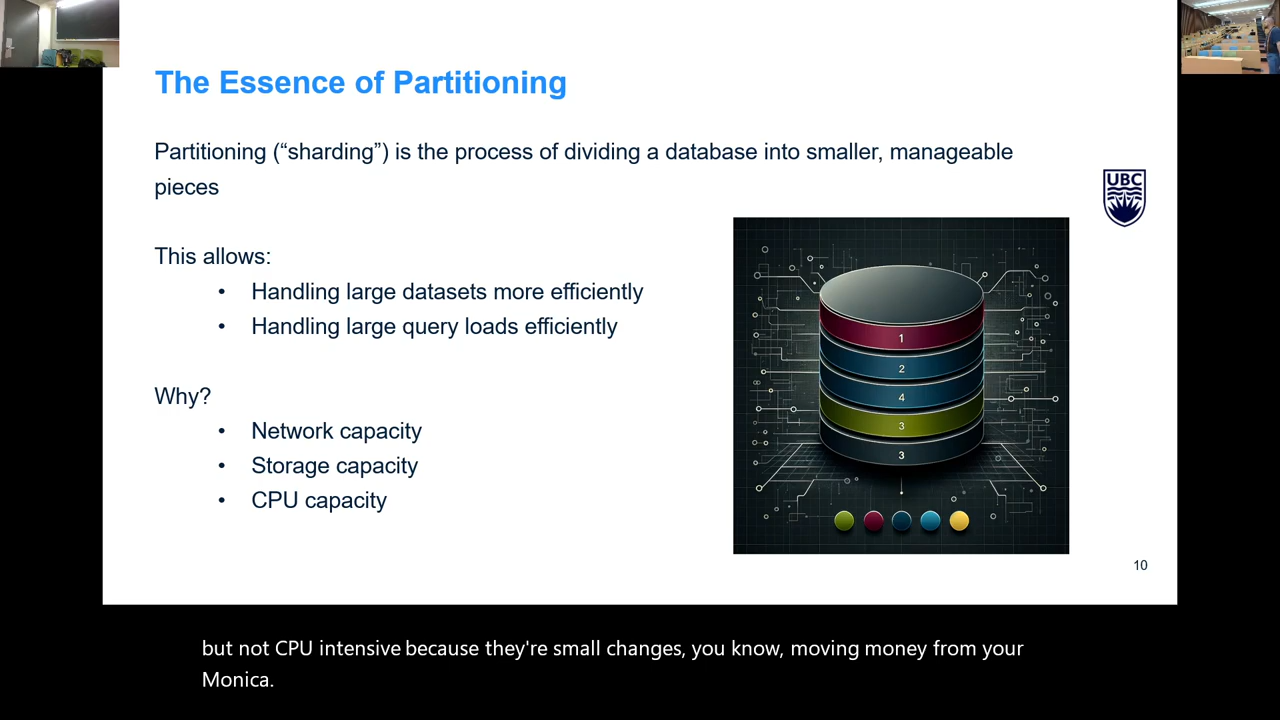 The Essence of Partitioning
Partitioning (“sharding”) is the process of dividing a database into smaller, manageable
pieces
UBC
This allows:
• Handling large datasets more efficiently
• Handling large query loads efficiently
Why?
• Network capacity
• Storage capacity
• CPU capacity
1
2
4
3
3
10
but not CPU intensive because they're small changes, you know, moving money from your
Monica.